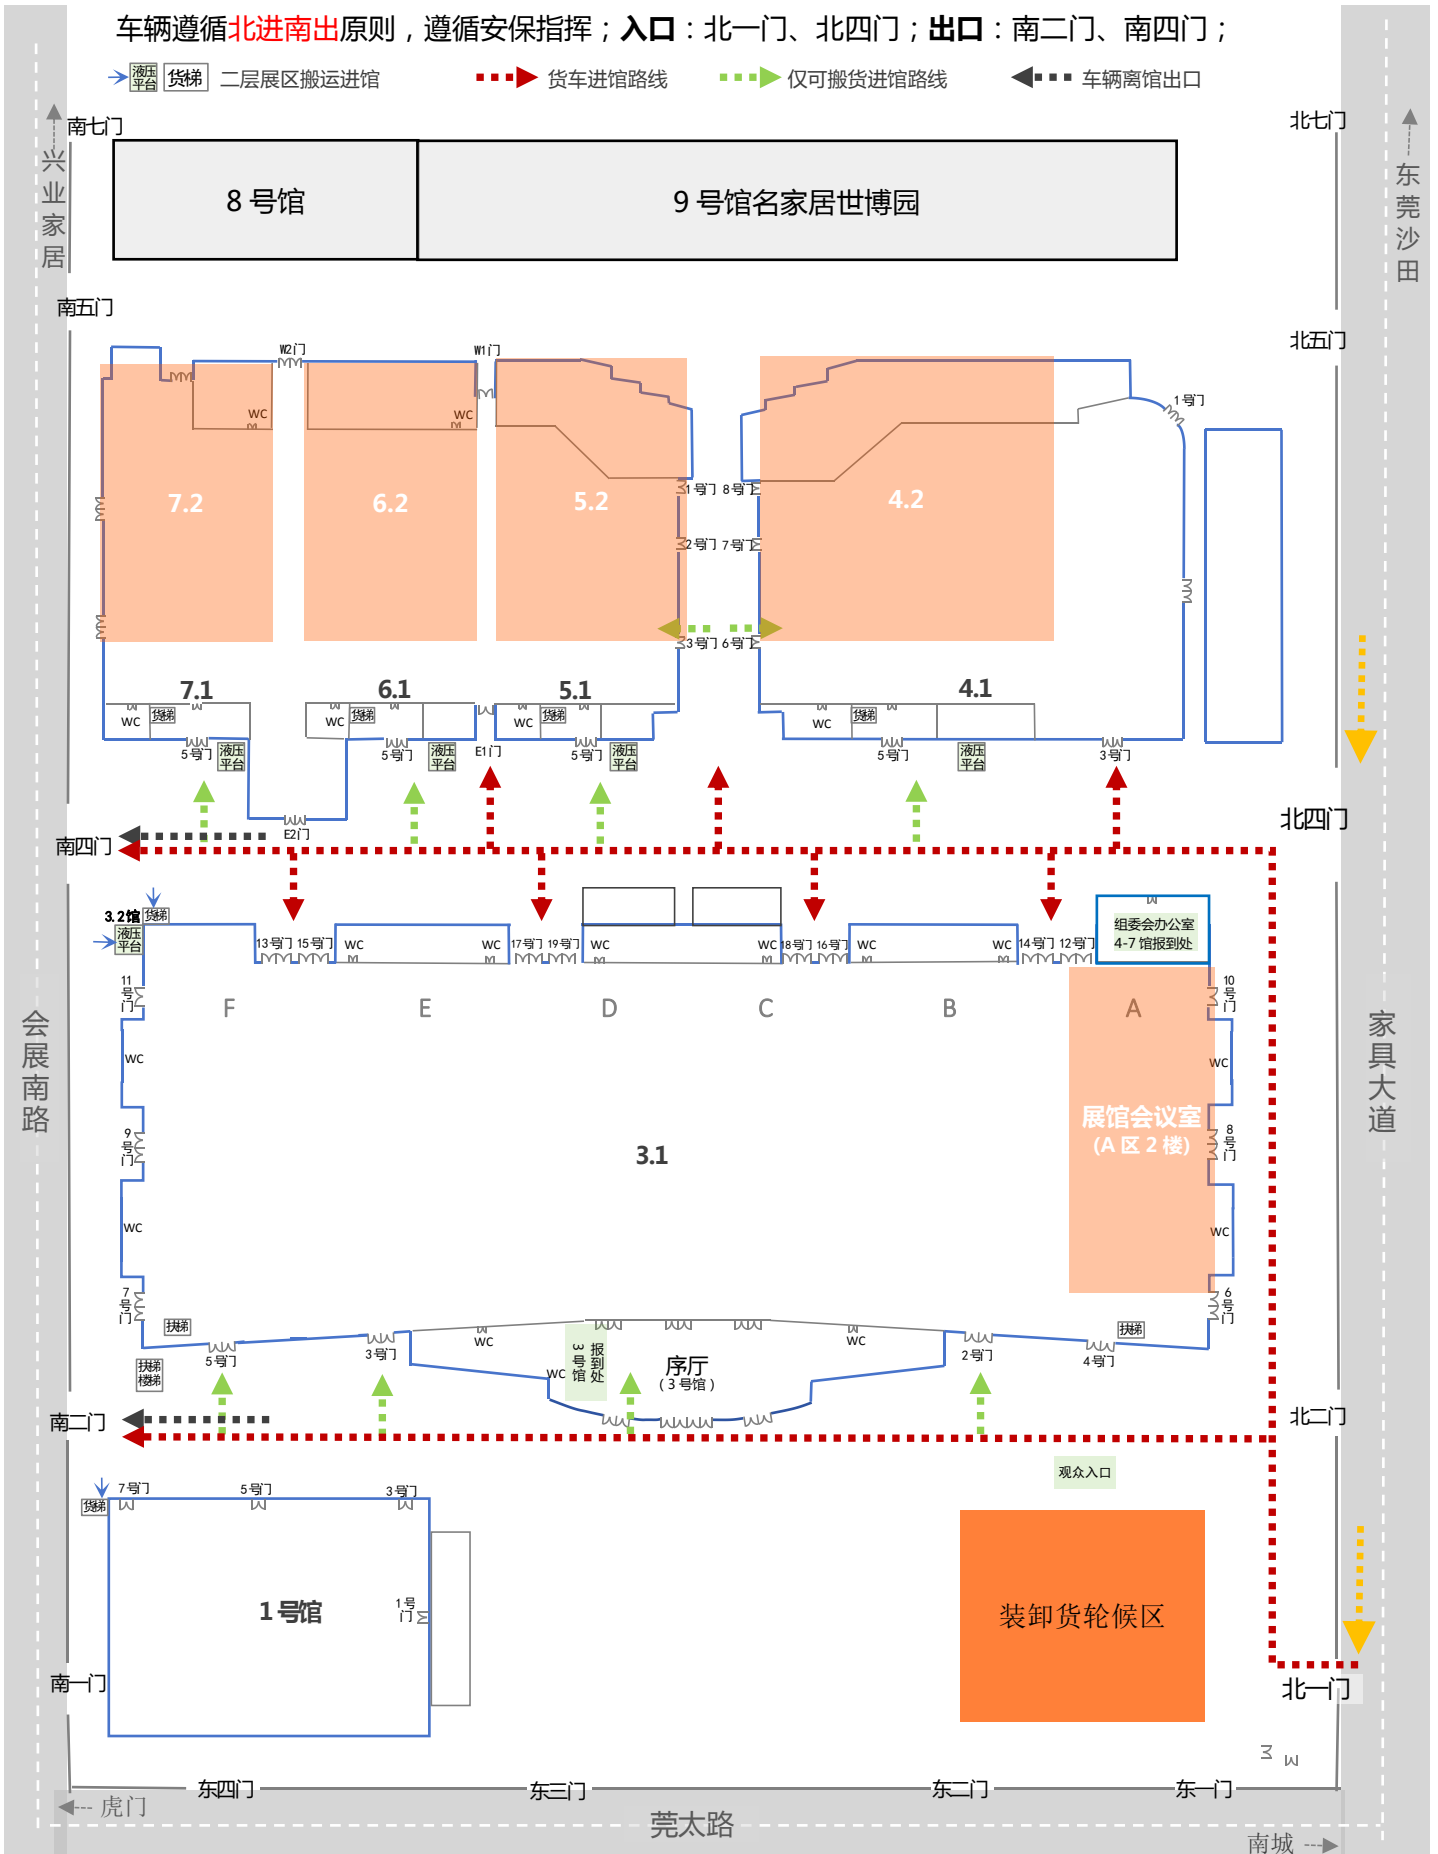 车辆遵循北进南出原则，遵循安保指挥；入口：北一门、北四门；出口：南二门、南四门；
液压平台 货梯 二层展区搬运进馆 货车进馆路线 仅可搬货进馆路线 车辆离馆出口
南七门
北七门
兴业家居
东莞沙田
8号馆
9号馆名家居世博园
南五门
北五门
W2门
W1门
1号门
WC
WC
7.2
6.2
5.2
4.2
1号门 8号门
2号门 7号门
3号门 6号门
7.1
6.1
5.1
4.1
WC 货梯
WC 货梯
WC 货梯
WC 货梯
5号门
液压平台
5号门
液压平台
E1门
5号门
液压平台
5号门
液压平台
3号门
E2门
南四门
北四门
3.2馆
货梯
液压平台
13号门 15号门
WC
WC
17号门 19号门
WC
WC
18号门 16号门
WC
WC
14号门 12号门
组委会办公室
4-7馆报到处
11号门
10号门
F
E
D
C
B
A
会展南路
家具大道
WC
WC
9号门
8号门
展馆会议室
(A区2楼)
3.1
WC
WC
7号门
6号门
扶梯
扶梯
5号门
3号门
WC
WC
2号门
4号门
扶梯
楼梯
WC
3号馆
报到处
序厅
(3号馆)
南二门
北二门
观众入口
货梯
7号门
5号门
3号门
1号馆
1号门
装卸货轮候区
南一门
北一门
东四门
东三门
东二门
东一门
虎门
莞太路
南城